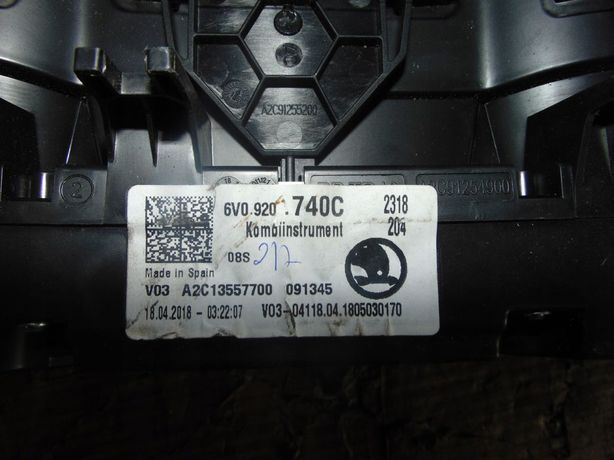 A2C91255200
2
6V0.920 .740C 2318
Kombiinstrument 204
08S 217
Made in Spain
V03 A2C13557700 091345
18.04.2018 - 03:22:07 V03-04118.04.1805030170